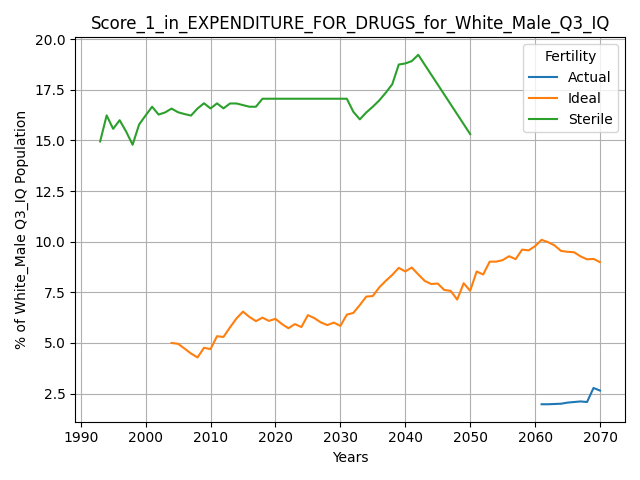 Score_1_in_EXPENDITURE_FOR_DRUGS_for_White_Male_Q3_IQ
20.0
17.5
15.0
12.5
10.0
7.5
5.0
2.5
% of White_Male Q3_IQ Population
Fertility
Actual
Ideal
Sterile
1990 2000 2010 2020 2030 2040 2050 2060 2070
Years